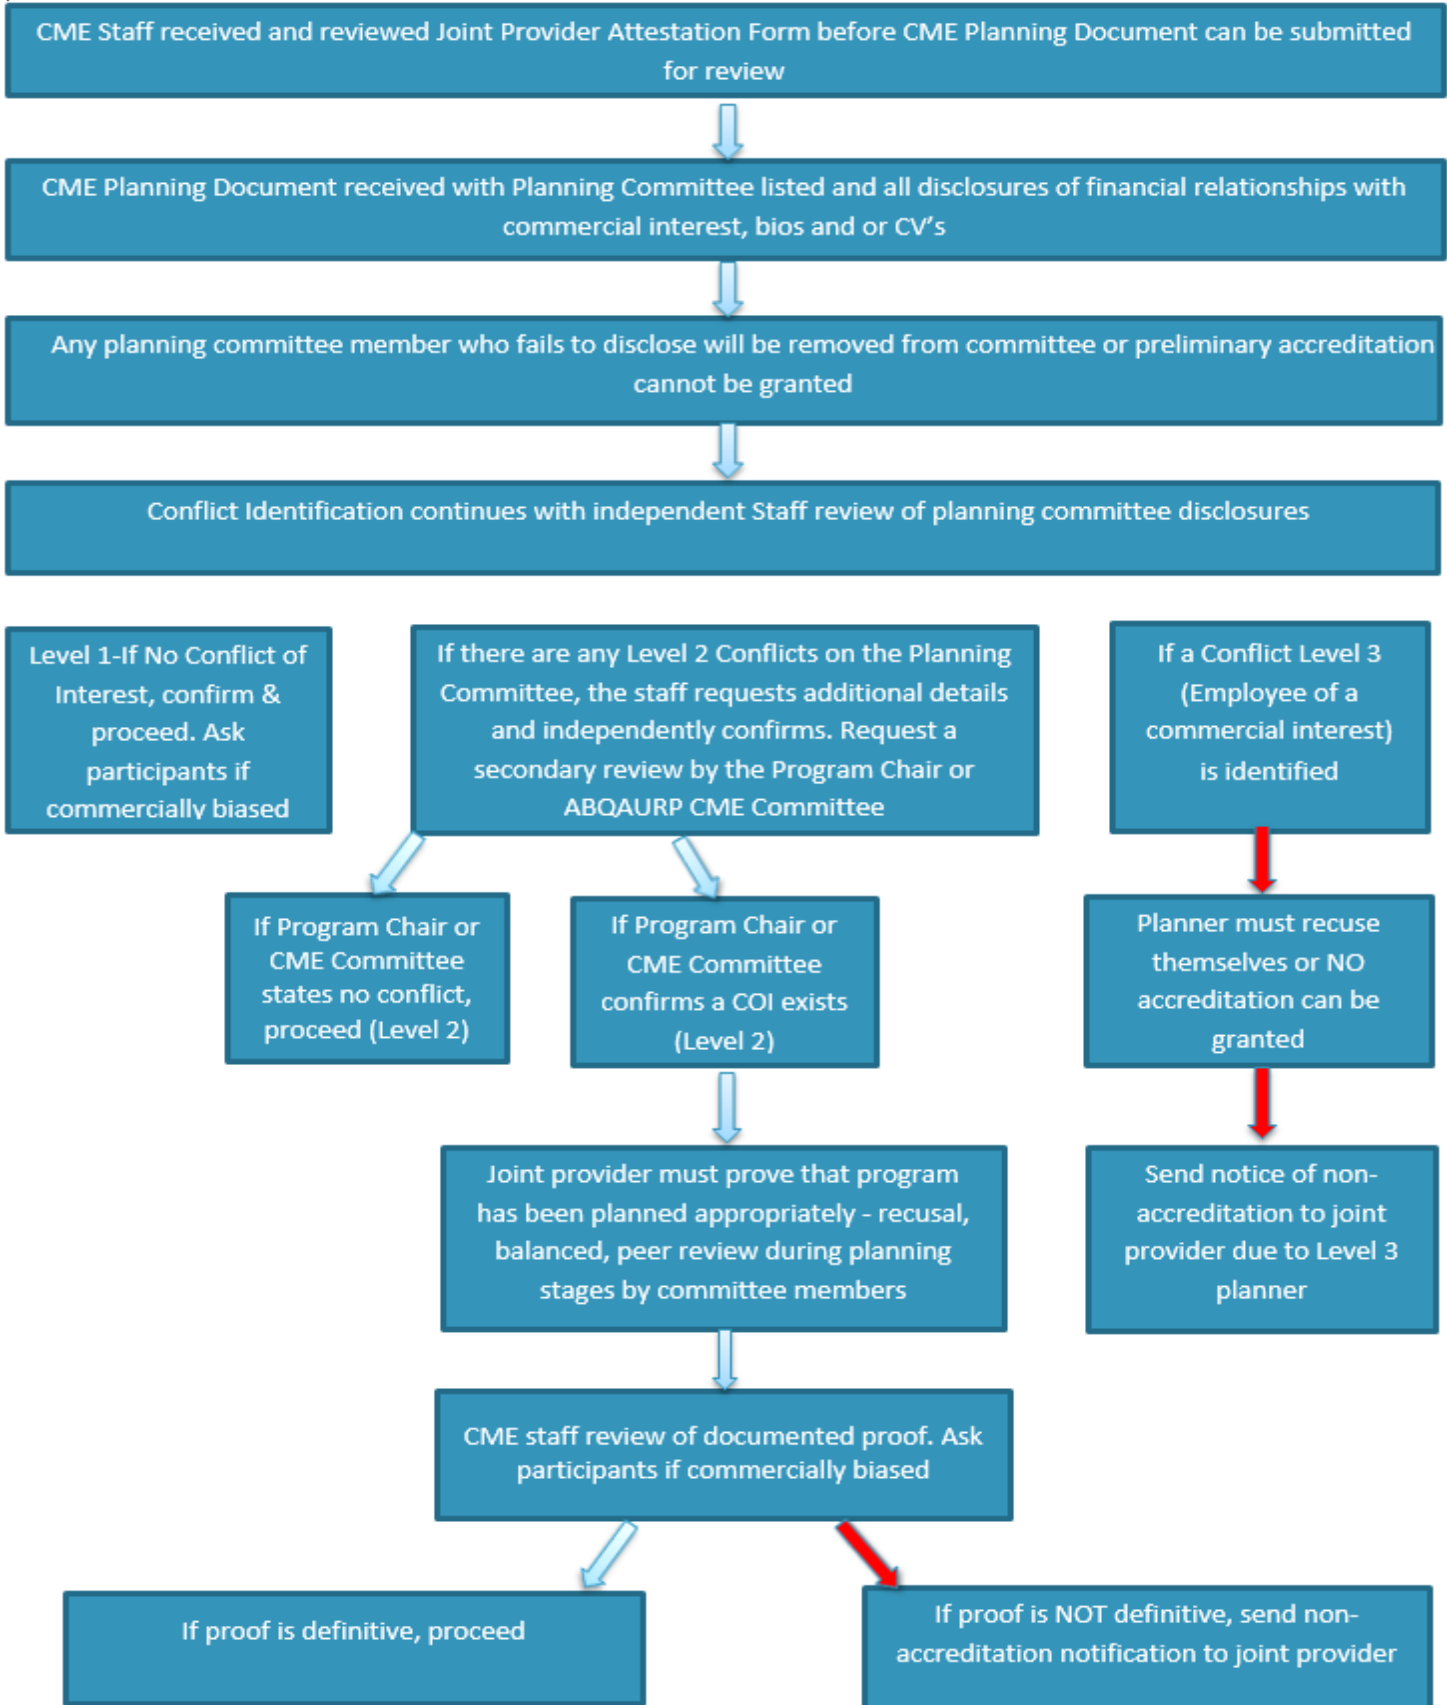 CME Staff received and reviewed Joint Provider Attestation Form before CME Planning Document can be submitted
for review
CME Planning Document received with Planning Committee listed and all disclosures of financial relationships with
commercial interest, bios and or CV's
Any planning committee member who fails to disclose will be removed from committee or preliminary accreditation
cannot be granted
Conflict Identification continues with independent Staff review of planning committee disclosures
Level 1-If No Conflict of
Interest, confirm &
proceed. Ask
participants if
commercially biased
If there are any Level 2 Conflicts on the Planning
Committee, the staff requests additional details
and independently confirms. Request a
secondary review by the Program Chair or
ABQAURP CME Committee
If a Conflict Level 3
(Employee of a
commercial interest)
is identified
If Program Chair or
CME Committee
states no conflict,
proceed (Level 2)
If Program Chair or
CME Committee
confirms a COI exists
(Level 2)
Planner must recuse
themselves or NO
accreditation can be
granted
Joint provider must prove that program
has been planned appropriately - recusal,
balanced, peer review during planning
stages by committee members
Send notice of non-
accreditation to joint
provider due to Level 3
planner
CME staff review of documented proof. Ask
participants if commercially biased
If proof is definitive, proceed
If proof is NOT definitive, send non-
accreditation notification to joint provider